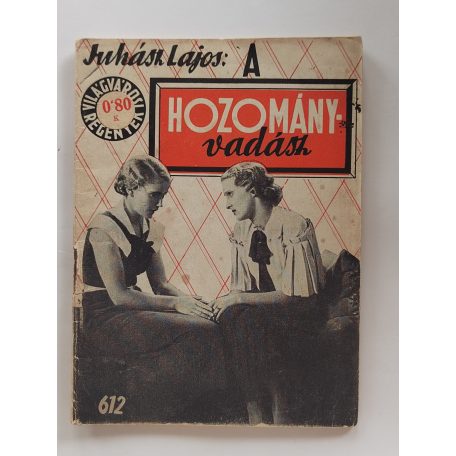 Juhász Lajos: A
HOZOMÁNY-
vadász
VILÁGVÁROSI
REGÉNYEK
0.80
K
612